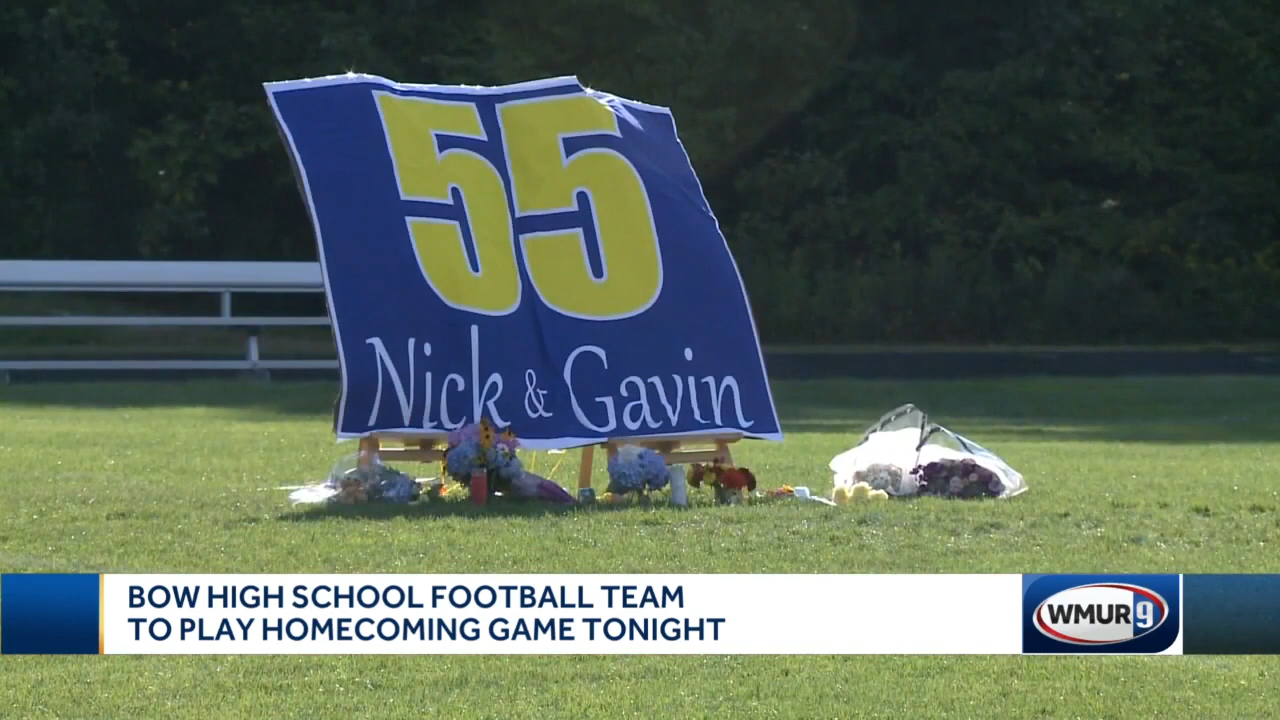 55
Nick & Gavin
BOW HIGH SCHOOL FOOTBALL TEAM
TO PLAY HOMECOMING GAME TONIGHT
WMUR9